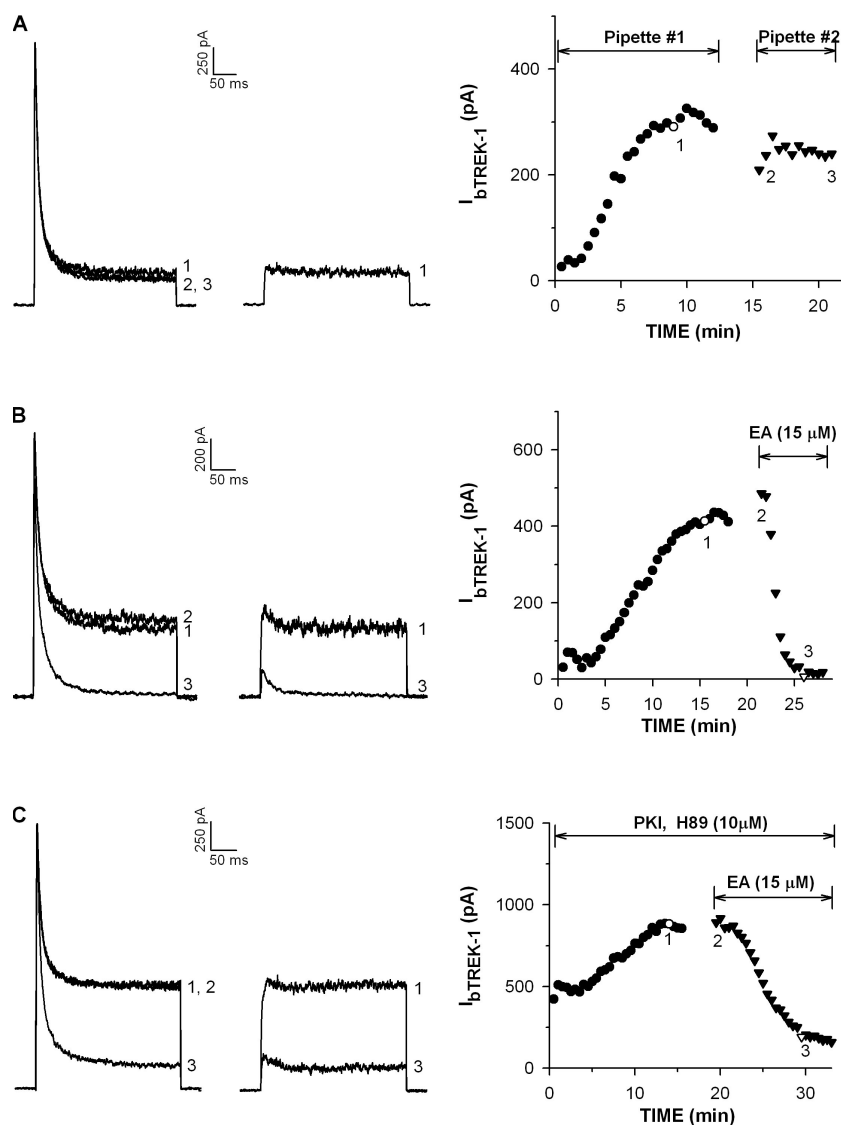 A
250 pA
50 ms
1
2, 3
1
Pipette #1
Pipette #2
400
200
0
I bTREK-1 (pA)
1
2
3
0
5
10
15
20
TIME (min)
B
200 pA
50 ms
2
1
3
1
3
EA (15 μM)
600
400
200
0
I bTREK-1 (pA)
1
2
3
0
5
10
15
20
25
TIME (min)
C
250 pA
50 ms
1, 2
3
1
3
PKI, H89 (10μM)
EA (15 μM)
1500
1000
500
0
I bTREK-1 (pA)
1
2
3
0
10
20
30
TIME (min)